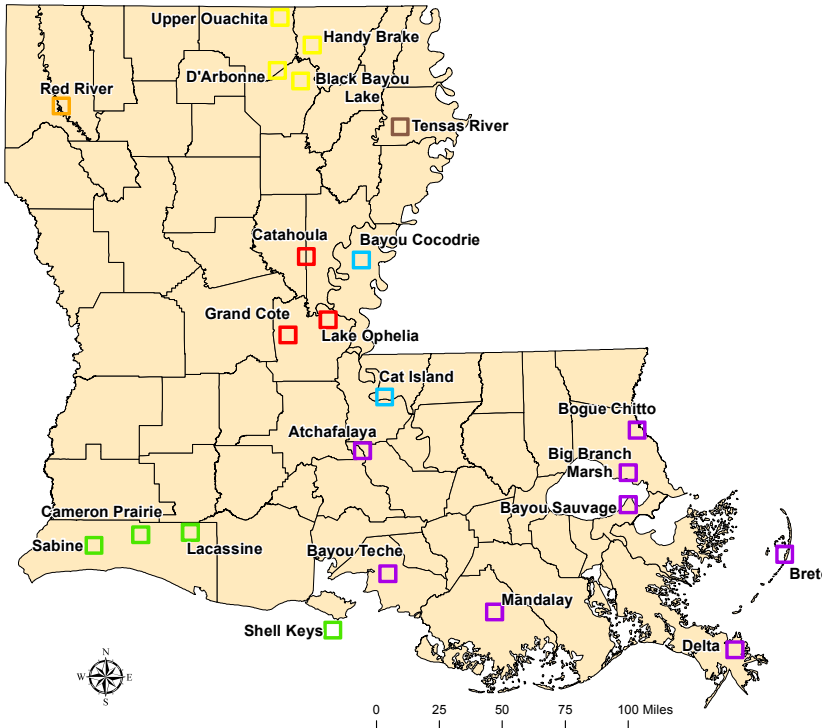 Upper Ouachita
Handy Brake
D'Arbonne
Black Bayou
Lake
Red River
Tensas River
Catahoula
Bayou Cocodrie
Grand Cote
Lake Ophelia
Cat Island
Bogue Chitto
Atchafalaya
Big Branch
Marsh
Cameron Prairie
Bayou Sauvage
Sabine
Lacassine
Bayou Teche
Bret
Mandalay
Shell Keys
Delta
N
W E
S
0 25 50 75 100 Miles